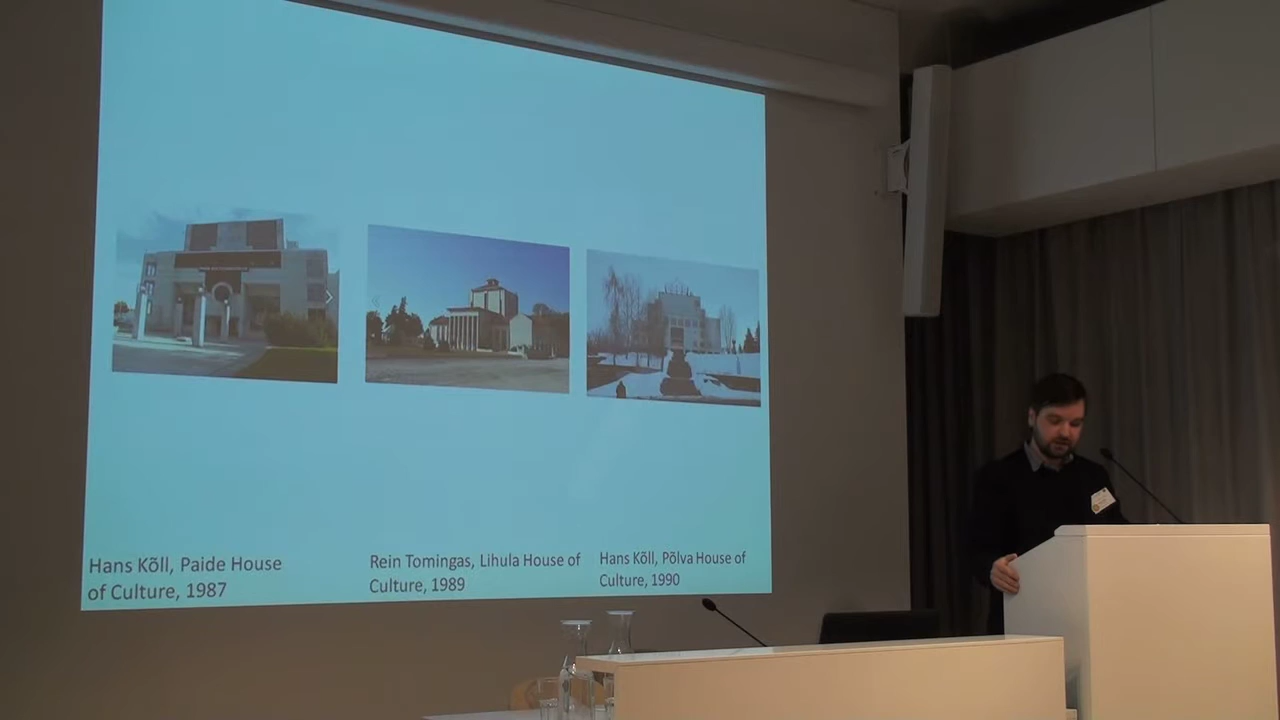 Hans Kõll, Paide House
of Culture, 1987
Rein Tomingas, Lihula House of
Culture, 1989
Hans Kõll, Põlva House of
Culture, 1990